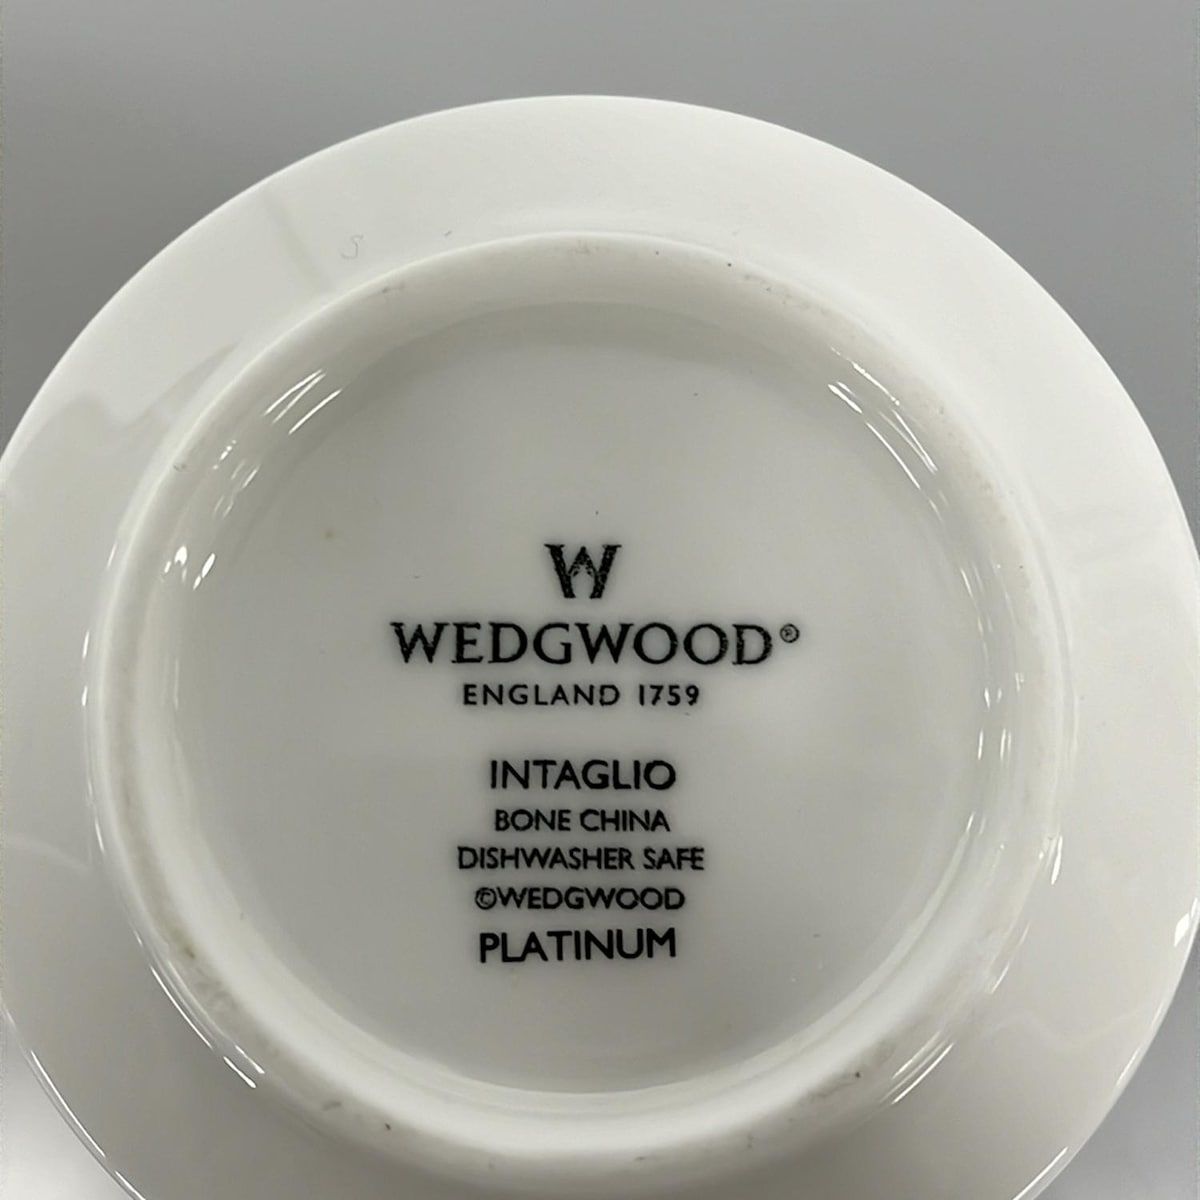 W
WEDGWOOD®
ENGLAND 1759
INTAGLIO
BONE CHINA
DISHWASHER SAFE
©WEDGWOOD
PLATINUM